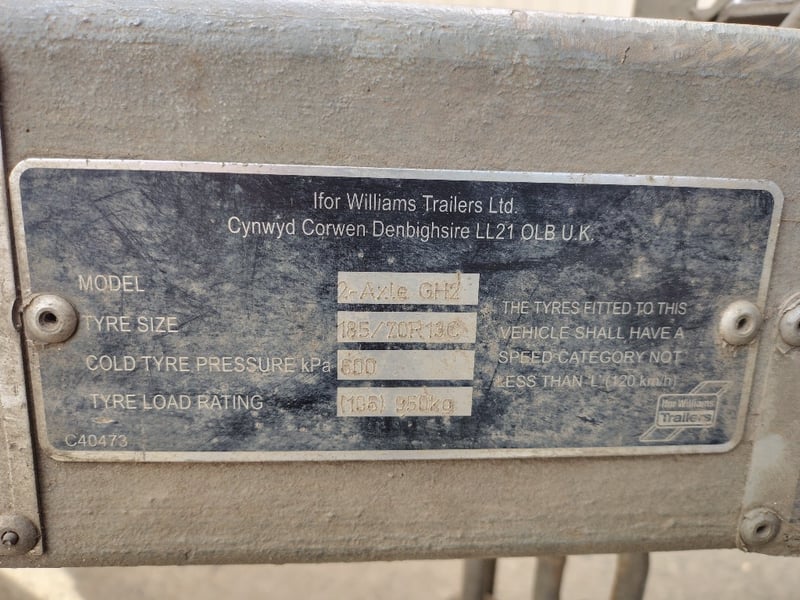 Ifor Williams Trailers Ltd.
Cynwyd Corwen Denbighsire LL21 OLB U.K.
MODEL 2-Axle GH2
TYRE SIZE 185/70R13C
COLD TYRE PRESSURE kPa 600
TYRE LOAD RATING (106) 950kg
THE TYRES FITTED TO THIS
VEHICLE SHALL HAVE A
SPEED CATEGORY NOT
LESS THAN 'L' (120 km/h)
C40473
Ifor Williams
Trailers